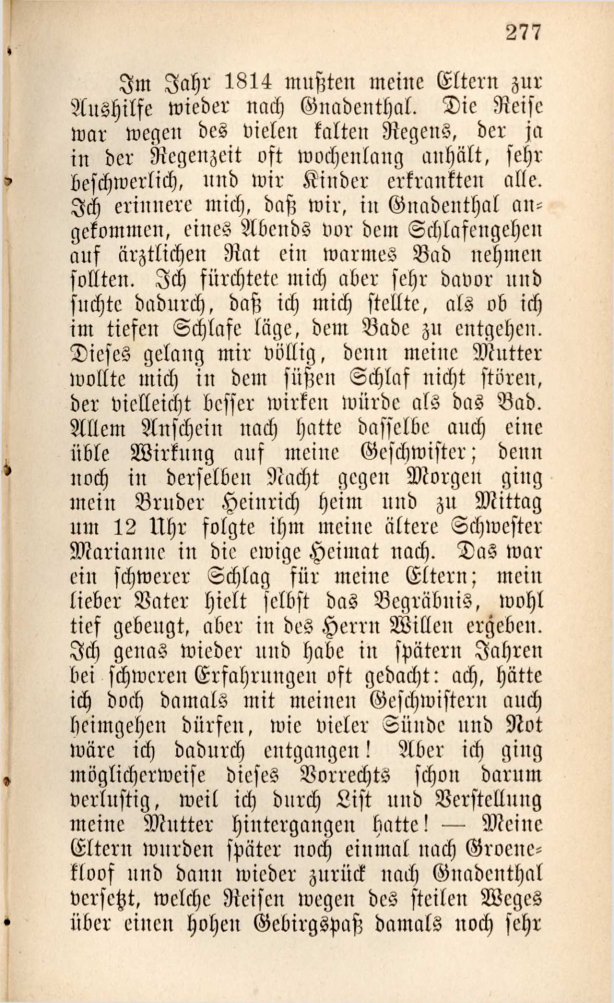 277
Im Jahr 1814 mußten meine Eltern zur
Aushilfe wieder nach Gnadenthal. Die Reise
war wegen des vielen kalten Regens, der ja
in der Regenzeit oft wochenlang anhält, sehr
beschwerlich, und wir Kinder erkrankten alle.
Ich erinnere mich, daß wir, in Gnadenthal an-
gekommen, eines Abends vor dem Schlafengehen
auf ärztlichen Rat ein warmes Bad nehmen
sollten. Ich fürchtete mich aber sehr davor und
suchte dadurch, daß ich mich stellte, als ob ich
im tiefen Schlafe läge, dem Bade zu entgehen.
Dieses gelang mir völlig, denn meine Mutter
wollte mich in dem süßen Schlaf nicht stören,
der vielleicht besser wirken würde als das Bad.
Allem Anschein nach hatte dasselbe auch eine
üble Wirkung auf meine Geschwister; denn
noch in derselben Nacht gegen Morgen ging
mein Bruder Heinrich heim und zu Mittag
um 12 Uhr folgte ihm meine ältere Schwester
Marianne in die ewige Heimat nach. Das war
ein schwerer Schlag für meine Eltern; mein
lieber Vater hielt selbst das Begräbnis, wohl
tief gebeugt, aber in des Herrn Willen ergeben.
Ich genas wieder und habe in spätern Jahren
bei schweren Erfahrungen oft gedacht: ach, hätte
ich doch damals mit meinen Geschwistern auch
heimgehen dürfen, wie vieler Sünde und Not
wäre ich dadurch entgangen! Aber ich ging
möglicherweise dieses Vorrechts schon darum
verlustig, weil ich durch List und Verstellung
meine Mutter hintergangen hatte! — Meine
Eltern wurden später noch einmal nach Groene-
kloof und dann wieder zurück nach Gnadenthal
versetzt, welche Reisen wegen des steilen Weges
über einen hohen Gebirgspaß damals noch sehr